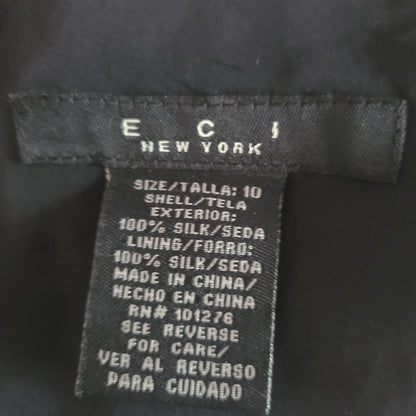 E C I
NEW YORK
SIZE/TALLA: 10
SHELL/TELA
EXTERIOR:
100% SILK/SEDA
LINING/FORRO:
100% SILK/SEDA
MADE IN CHINA/
HECHO EN CHINA
RN# 101276
SEE REVERSE
FOR CARE/
VER AL REVERSO
PARA CUIDADO